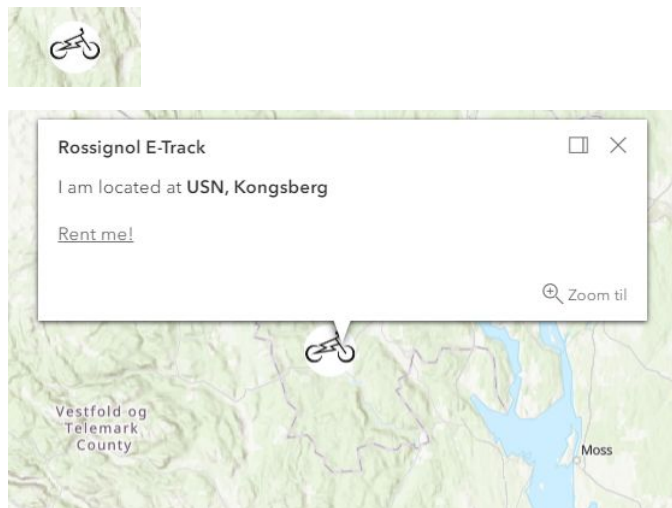 Rossignol E-Track
I am located at USN, Kongsberg
Rent me!
Zoom til
Vestfold og
Telemark
County
Moss